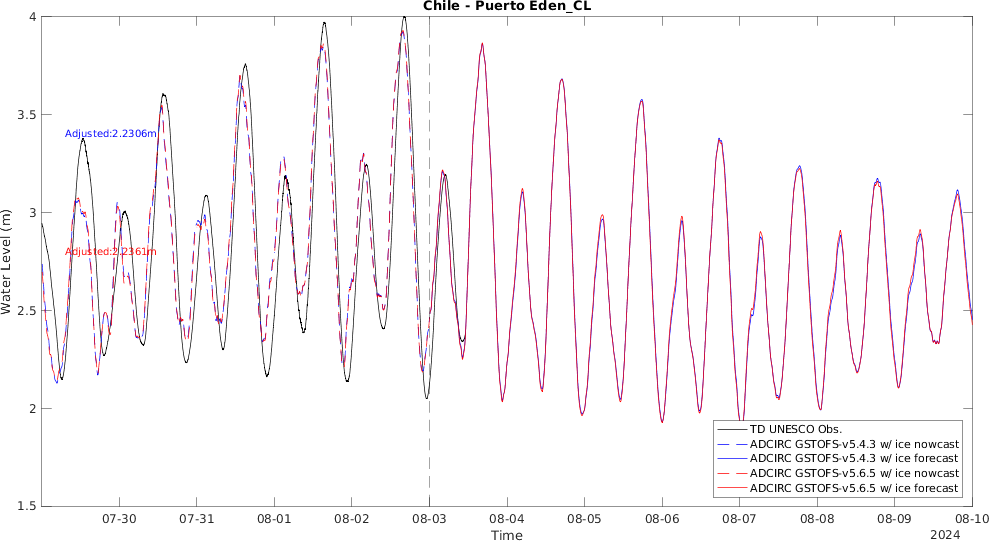 Chile - Puerto Eden_CL
4
3.5
3
2.5
2
1.5
Water Level (m)
Adjusted:2.2306m
Adjusted:2.2361m
TD UNESCO Obs.
ADCIRC GSTOFS-v5.4.3 w/ ice nowcast
ADCIRC GSTOFS-v5.4.3 w/ ice forecast
ADCIRC GSTOFS-v5.6.5 w/ ice nowcast
ADCIRC GSTOFS-v5.6.5 w/ ice forecast
07-30 07-31 08-01 08-02 08-03 08-04 08-05 08-06 08-07 08-08 08-09 08-10
Time
2024